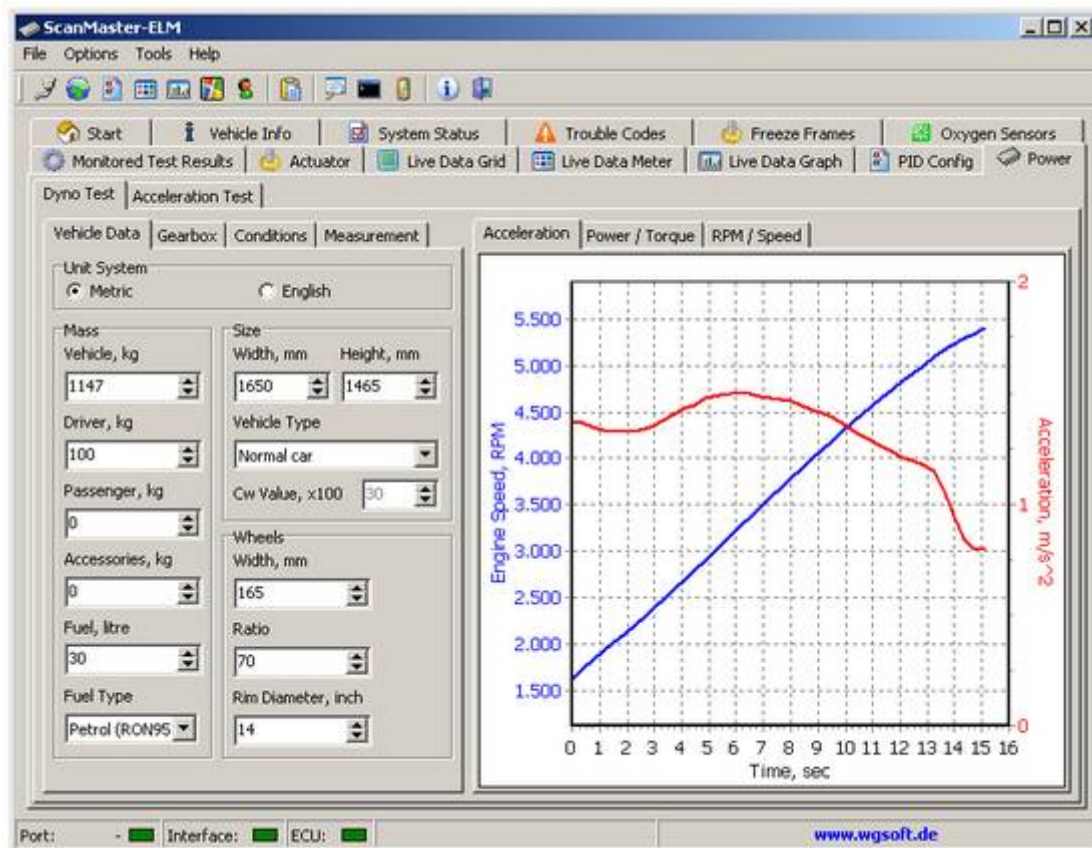 ScanMaster-ELM
File Options Tools Help
Start Vehicle Info System Status Trouble Codes Freeze Frames Oxygen Sensors
Monitored Test Results Actuator Live Data Grid Live Data Meter Live Data Graph PID Config Power
Dyno Test Acceleration Test
Vehicle Data Gearbox Conditions Measurement
Unit System
Metric English
Mass
Vehicle, kg
1147
Driver, kg
100
Passenger, kg
0
Accessories, kg
0
Fuel, litre
30
Fuel Type
Petrol (RON95
Size
Width, mm Height, mm
1650 1465
Vehicle Type
Normal car
Cw Value, x100 30
Wheels
Width, mm
165
Ratio
70
Rim Diameter, inch
14
Acceleration Power / Torque RPM / Speed
Engine Speed, RPM
5.500
5.000
4.500
4.000
3.500
3.000
2.500
2.000
1.500
2
1
0
Acceleration, m/s^2
0 1 2 3 4 5 6 7 8 9 10 11 12 13 14 15 16
Time, sec
Port: - Interface: ECU: www.wgsoft.de